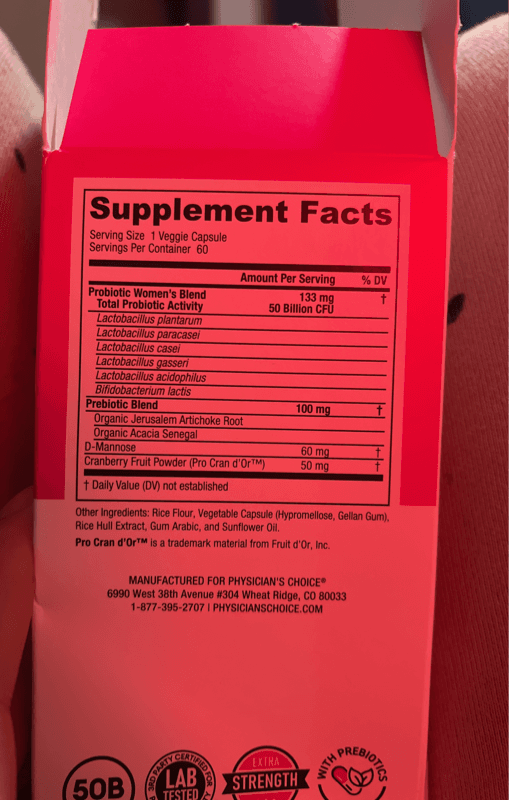 Supplement Facts
Serving Size 1 Veggie Capsule
Servings Per Container 60
Amount Per Serving % DV
Probiotic Women's Blend 133 mg †
Total Probiotic Activity 50 Billion CFU
Lactobacillus plantarum
Lactobacillus paracasei
Lactobacillus casei
Lactobacillus gasseri
Lactobacillus acidophilus
Bifidobacterium lactis
Prebiotic Blend 100 mg †
Organic Jerusalem Artichoke Root
Organic Acacia Senegal
D-Mannose 60 mg †
Cranberry Fruit Powder (Pro Cran d'Or™) 50 mg †
† Daily Value (DV) not established
Other Ingredients: Rice Flour, Vegetable Capsule (Hypromellose, Gellan Gum),
Rice Hull Extract, Gum Arabic, and Sunflower Oil.
Pro Cran d'Or™ is a trademark material from Fruit d'Or, Inc.
MANUFACTURED FOR PHYSICIAN'S CHOICE®
6990 West 38th Avenue #304 Wheat Ridge, CO 80033
1-877-395-2707 | PHYSICIANSCHOICE.COM
50B
3RD PARTY CERTIFIED FOR
LAB
TESTED
EXTRA
STRENGTH
WITH PREBIOTICS